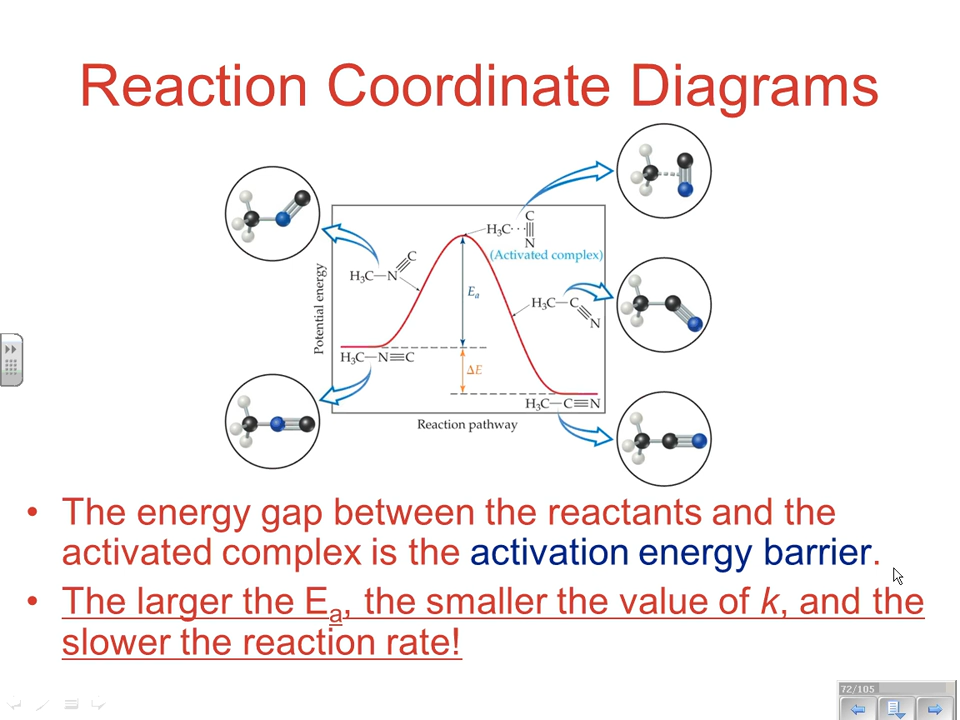 Reaction Coordinate Diagrams
Potential energy
H₃C—N≡C
H₃C···C≡N
(Activated complex)
Eₐ
H₃C—C≡N
H₃C—N≡C
ΔE
H₃C—C≡N
Reaction pathway
• The energy gap between the reactants and the
activated complex is the activation energy barrier.
• The larger the Eₐ, the smaller the value of k, and the
slower the reaction rate!
72/105